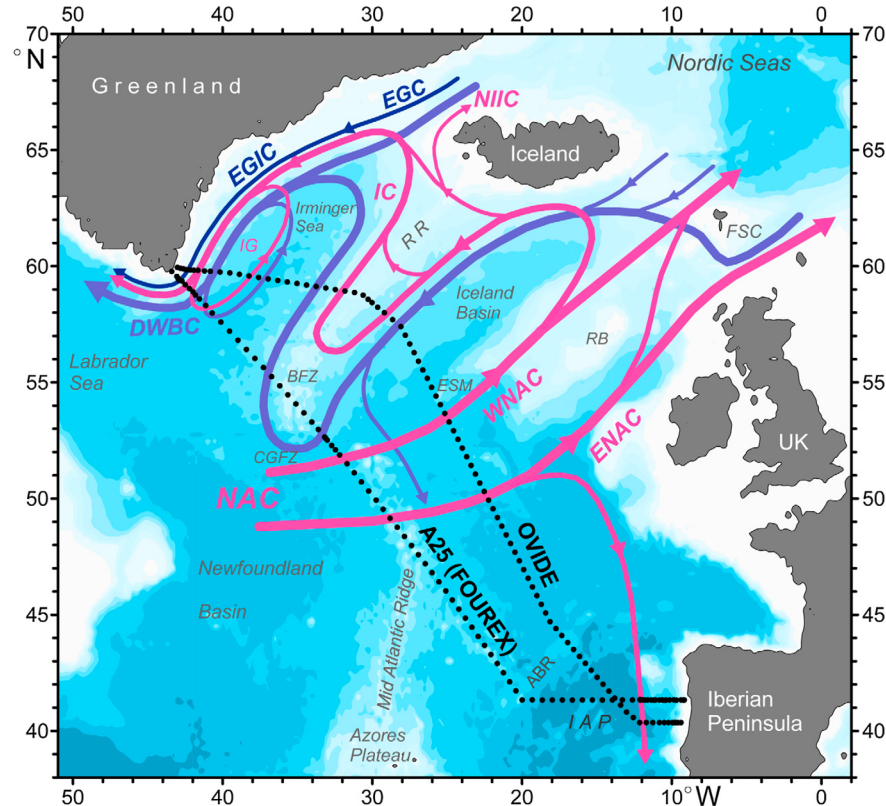 50 40 30 20 10 0
70 70
°N
Nordic Seas
Greenland
EGC
NIIC
65 65
Iceland
EGIC
IC
Irminger
Sea
R R
IG
FSC
60 60
Iceland
Basin
DWBC
RB
Labrador
Sea
BFZ
ESM
55 55
WNAC
ENAC
UK
CGFZ
NAC
50 50
OVIDE
A25 (FOUREX)
Newfoundland
Basin
Mid Atlantic Ridge
45 45
ABR
Iberian
Peninsula
I A P
40 40
Azores
Plateau
50 40 30 20 10°W 0